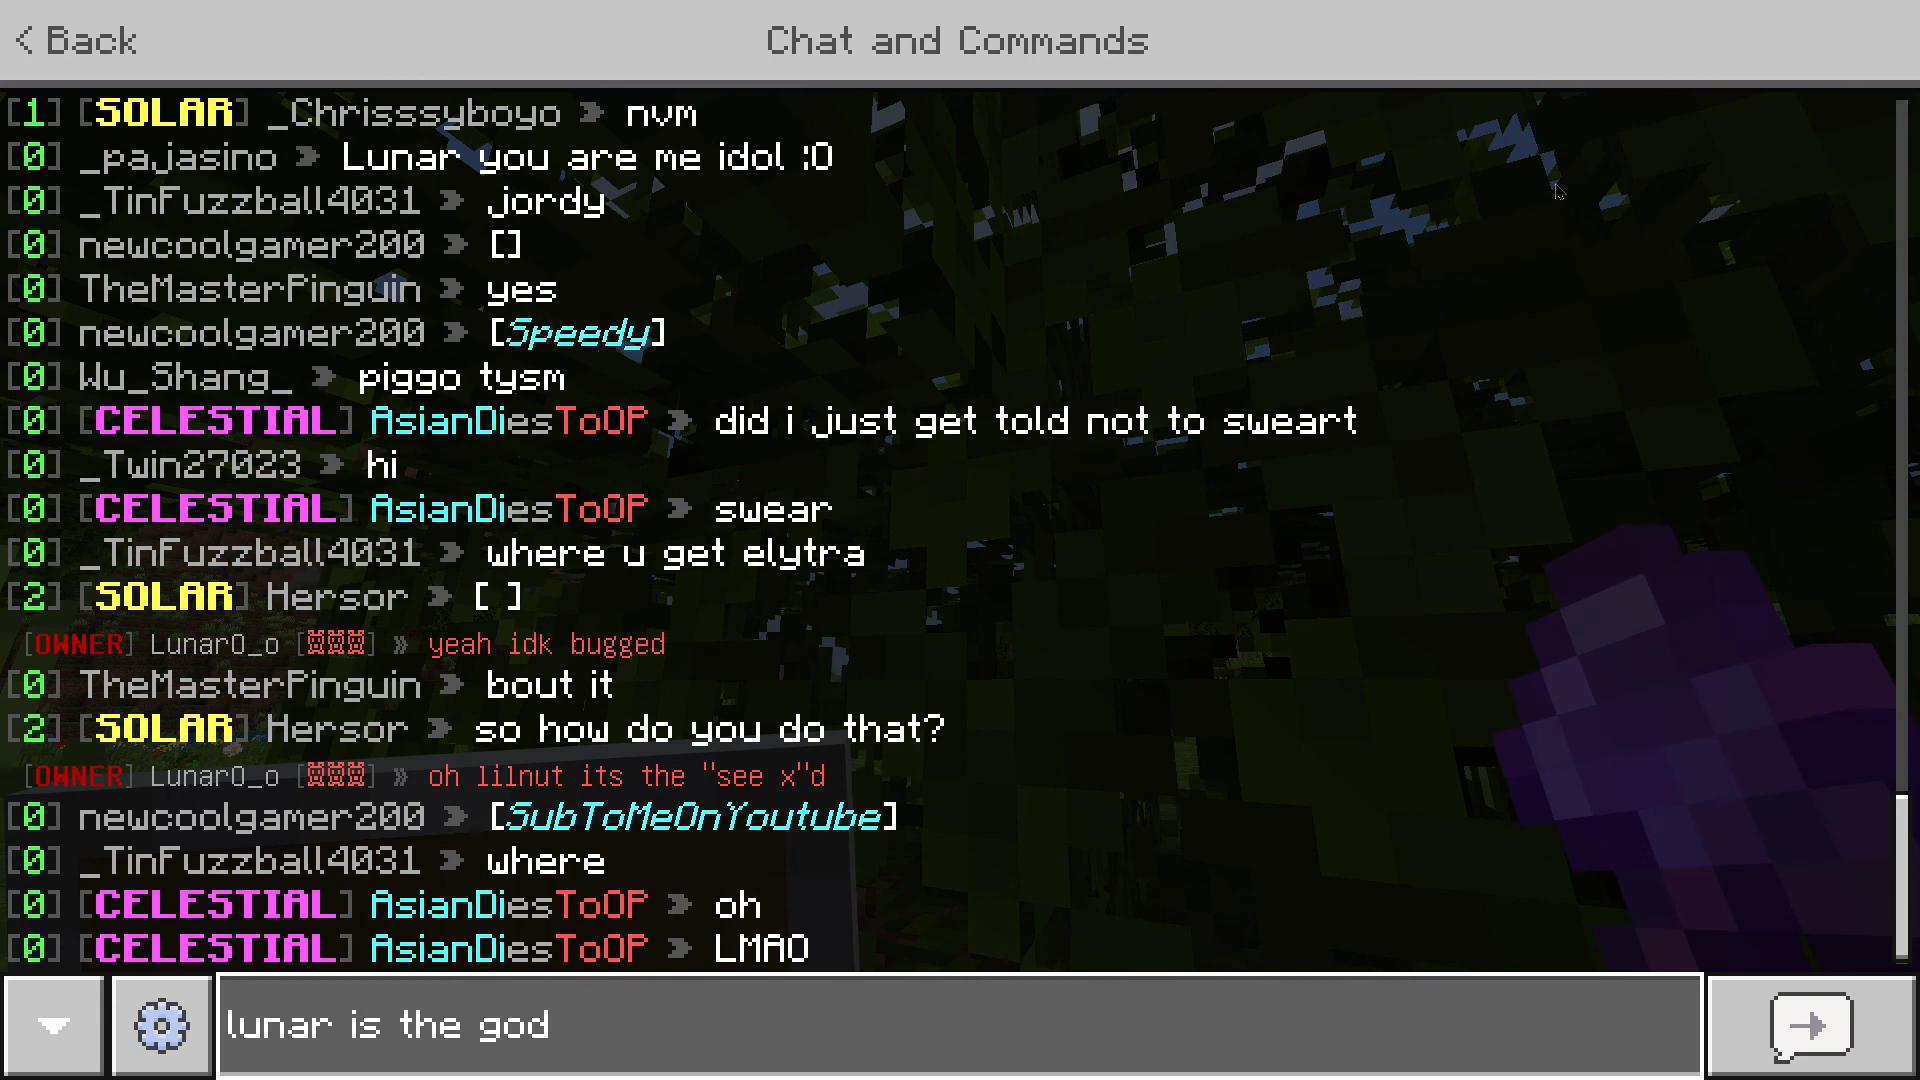 < Back
Chat and Commands
[1] [SOLAR] _Chrisssyboyo » nvm
[0] _pajasino » Lunar you are me idol :O
[0] _TinFuzzball4031 » jordy
[0] newcoolgamer200 » []
[0] TheMasterPinguin » yes
[0] newcoolgamer200 » [Speedy]
[0] Wu_Shang_ » piggo tysm
[0] [CELESTIAL] AsianDiesToOP » did i just get told not to sweart
[0] _Twin27023 » hi
[0] [CELESTIAL] AsianDiesToOP » swear
[0] _TinFuzzball4031 » where u get elytra
[2] [SOLAR] Hersor » [ ]
[OWNER] LunarO_o [] » yeah idk bugged
[0] TheMasterPinguin » bout it
[2] [SOLAR] Hersor » so how do you do that?
[OWNER] LunarO_o [] » oh lilnut its the "see x"d
[0] newcoolgamer200 » [SubToMeOnYoutube]
[0] _TinFuzzball4031 » where
[0] [CELESTIAL] AsianDiesToOP » oh
[0] [CELESTIAL] AsianDiesToOP » LMAO
lunar is the god